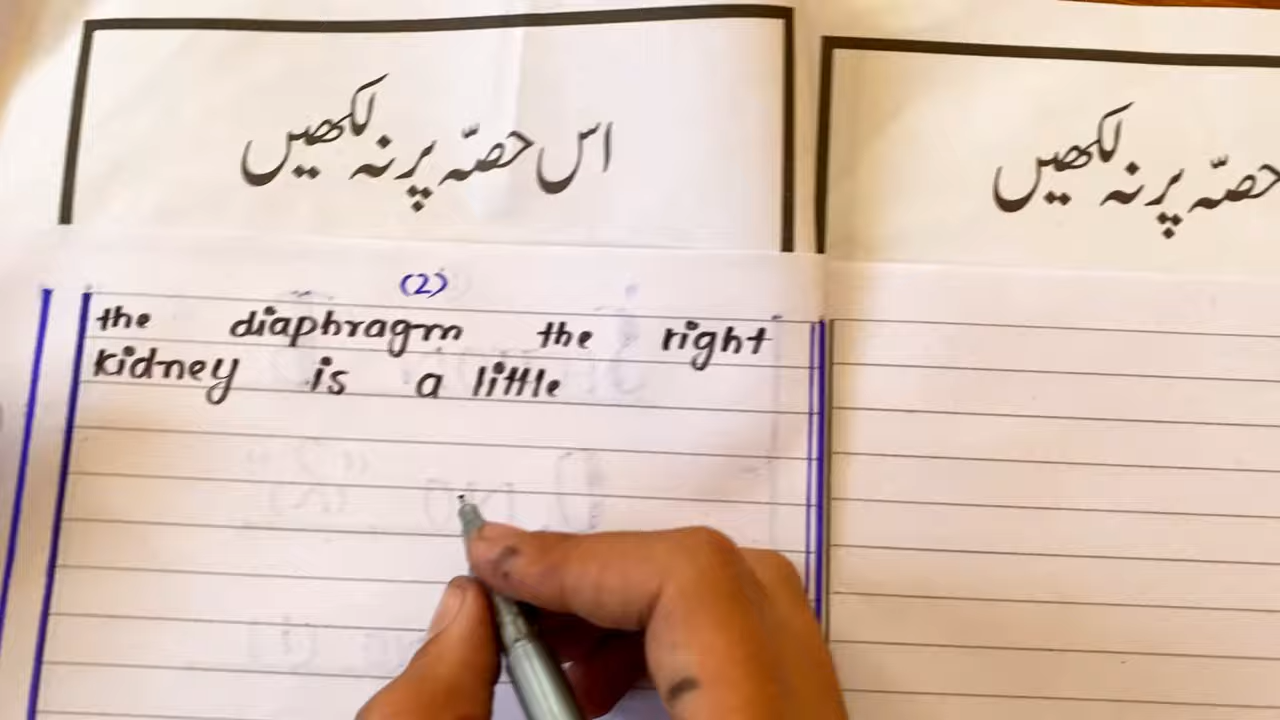 اس حصّہ پر نہ لکھیں
حصّہ پر نہ لکھیں
(2)
the diaphragm the right
kidney is a little